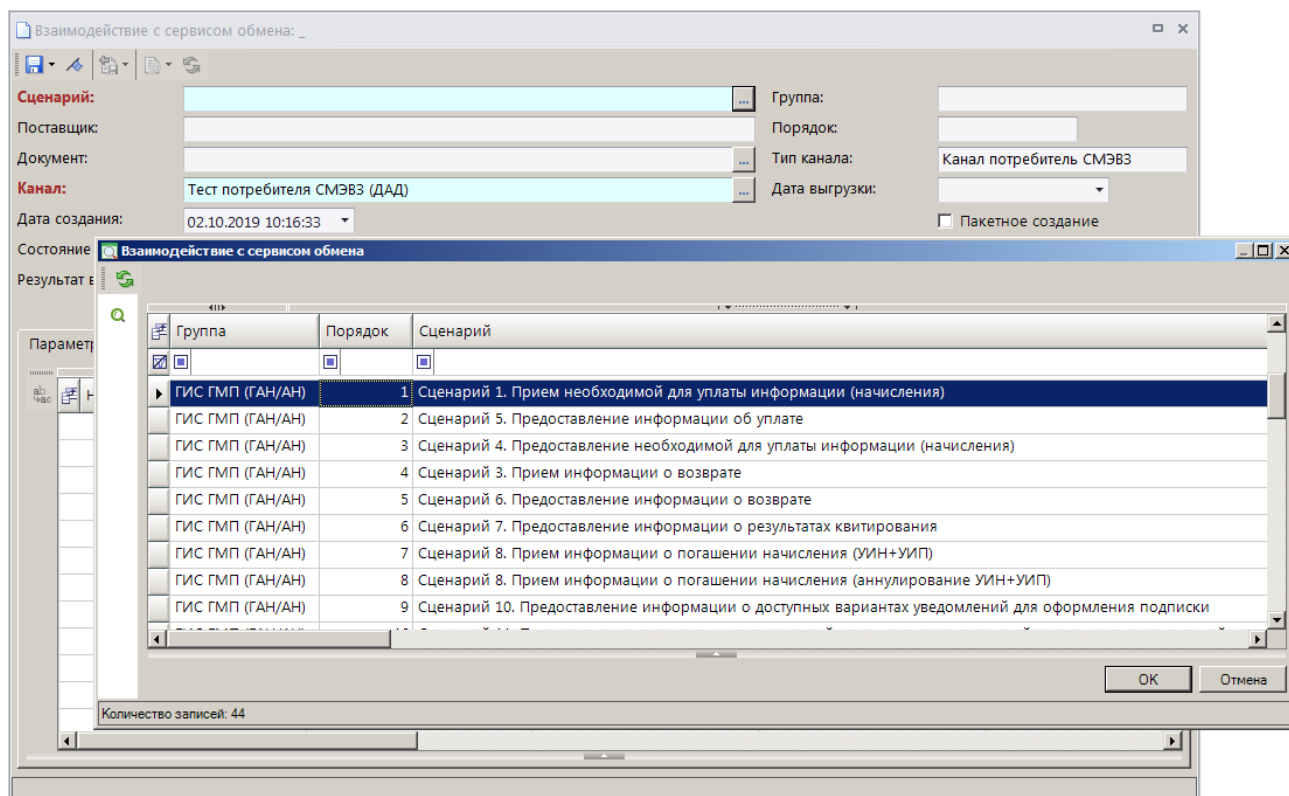 Взаимодействие с сервисом обмена: _
Сценарий: ... Группа:
Поставщик: Порядок:
Документ: ... Тип канала: Канал потребитель СМЭВ3
Канал: Тест потребителя СМЭВ3 (ДАД) ... Дата выгрузки:
Дата создания: 02.10.2019 10:16:33 Пакетное создание
Состояние
Результат в
Взаимодействие с сервисом обмена
Параметр
Группа Порядок Сценарий
ГИС ГМП (ГАН/АН) 1 Сценарий 1. Прием необходимой для уплаты информации (начисления)
ГИС ГМП (ГАН/АН) 2 Сценарий 5. Предоставление информации об уплате
ГИС ГМП (ГАН/АН) 3 Сценарий 4. Предоставление необходимой для уплаты информации (начисления)
ГИС ГМП (ГАН/АН) 4 Сценарий 3. Прием информации о возврате
ГИС ГМП (ГАН/АН) 5 Сценарий 6. Предоставление информации о возврате
ГИС ГМП (ГАН/АН) 6 Сценарий 7. Предоставление информации о результатах квитирования
ГИС ГМП (ГАН/АН) 7 Сценарий 8. Прием информации о погашении начисления (УИН+УИП)
ГИС ГМП (ГАН/АН) 8 Сценарий 8. Прием информации о погашении начисления (аннулирование УИН+УИП)
ГИС ГМП (ГАН/АН) 9 Сценарий 10. Предоставление информации о доступных вариантах уведомлений для оформления подписки
OK Отмена
Количество записей: 44